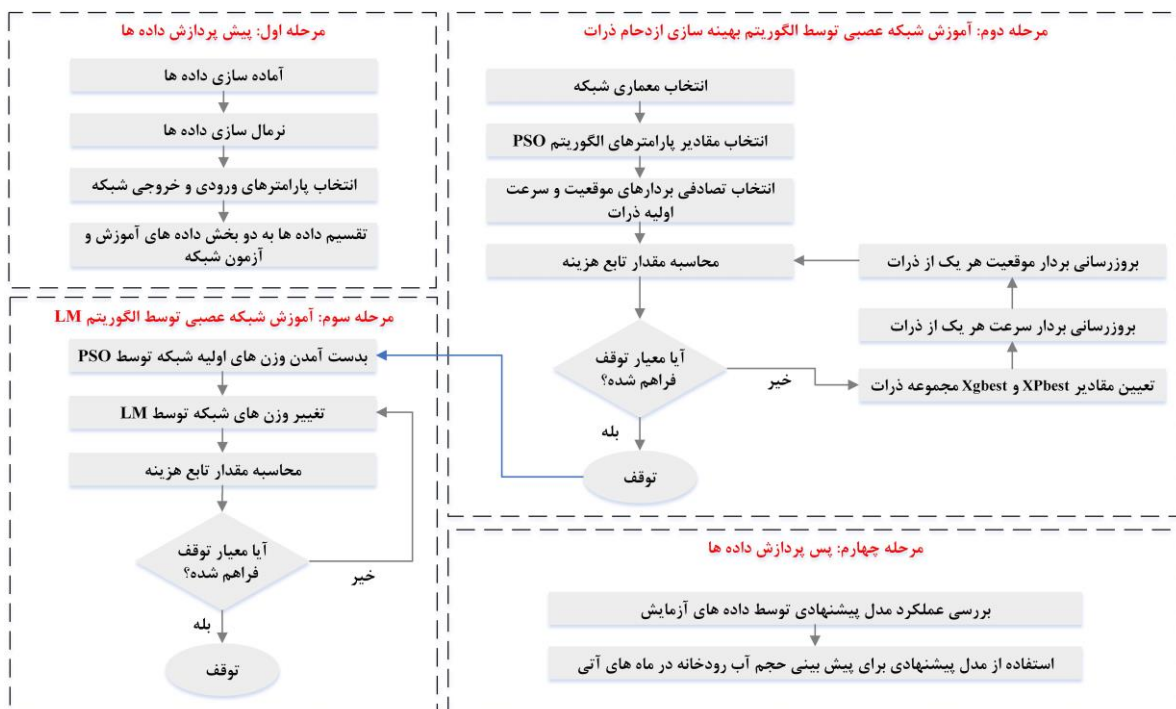 مرحله اول: پیش پردازش داده ها
آماده سازی داده ها
نرمال سازی داده ها
انتخاب پارامترهای ورودی و خروجی شبکه
تقسیم داده ها به دو بخش داده های آموزش و
آزمون شبکه
مرحله دوم: آموزش شبکه عصبی توسط الگوریتم بهینه سازی ازدحام ذرات
انتخاب معماری شبکه
انتخاب مقادیر پارامترهای الگوریتم PSO
انتخاب تصادفی بردارهای موقعیت و سرعت
اولیه ذرات
محاسبه مقدار تابع هزینه
آیا معیار توقف
فراهم شده؟
خیر
تعیین مقادیر XPbest و Xgbest مجموعه ذرات
بروزرسانی بردار سرعت هر یک از ذرات
بروزرسانی بردار موقعیت هر یک از ذرات
بله
توقف
مرحله سوم: آموزش شبکه عصبی توسط الگوریتم LM
بدست آمدن وزن های اولیه شبکه توسط PSO
تغییر وزن های شبکه توسط LM
محاسبه مقدار تابع هزینه
آیا معیار توقف
فراهم شده؟
خیر
بله
توقف
مرحله چهارم: پس پردازش داده ها
بررسی عملکرد مدل پیشنهادی توسط داده های آزمایش
استفاده از مدل پیشنهادی برای پیش بینی حجم آب رودخانه در ماه های آتی